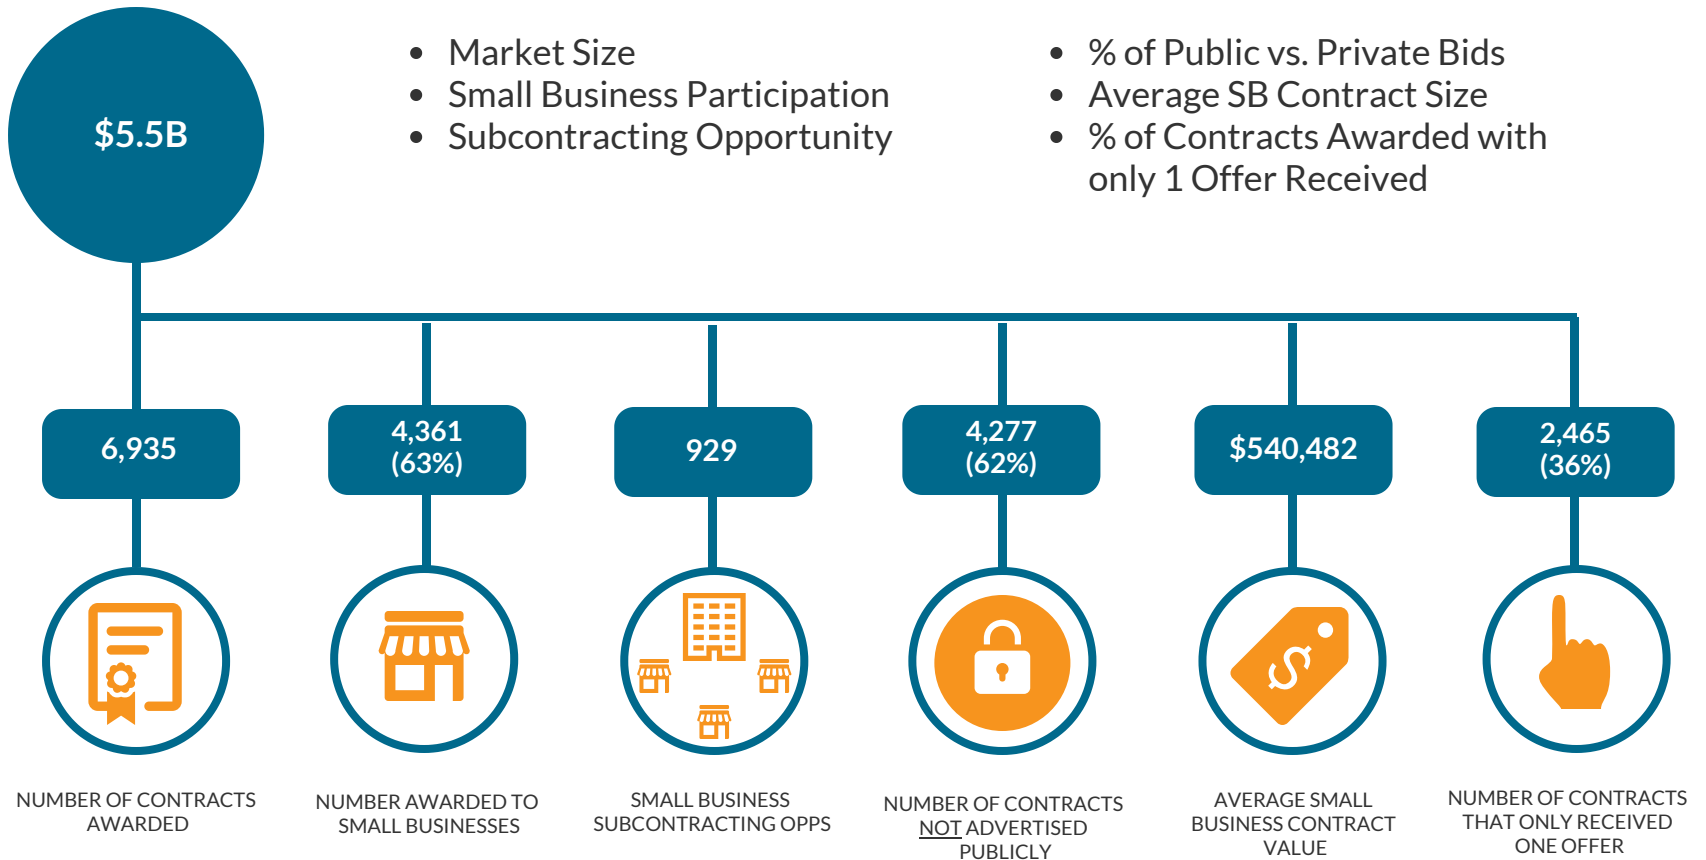 $5.5B
• Market Size
• Small Business Participation
• Subcontracting Opportunity
• % of Public vs. Private Bids
• Average SB Contract Size
• % of Contracts Awarded with
only 1 Offer Received
6,935
4,361
(63%)
929
4,277
(62%)
$540,482
2,465
(36%)
$
NUMBER OF CONTRACTS
AWARDED
NUMBER AWARDED TO
SMALL BUSINESSES
SMALL BUSINESS
SUBCONTRACTING OPPS
NUMBER OF CONTRACTS
NOT ADVERTISED
PUBLICLY
AVERAGE SMALL
BUSINESS CONTRACT
VALUE
NUMBER OF CONTRACTS
THAT ONLY RECEIVED
ONE OFFER